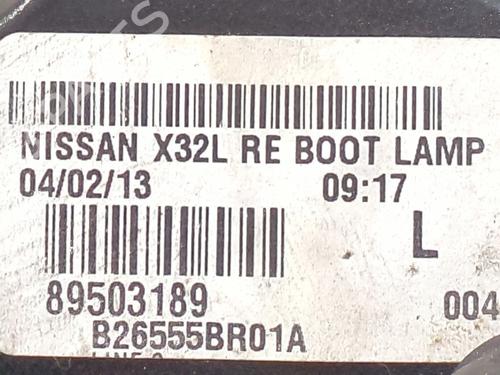 NISSAN X32L RE BOOT LAMP
04/02/13 09:17
L
89503189 004
B26555BR01A